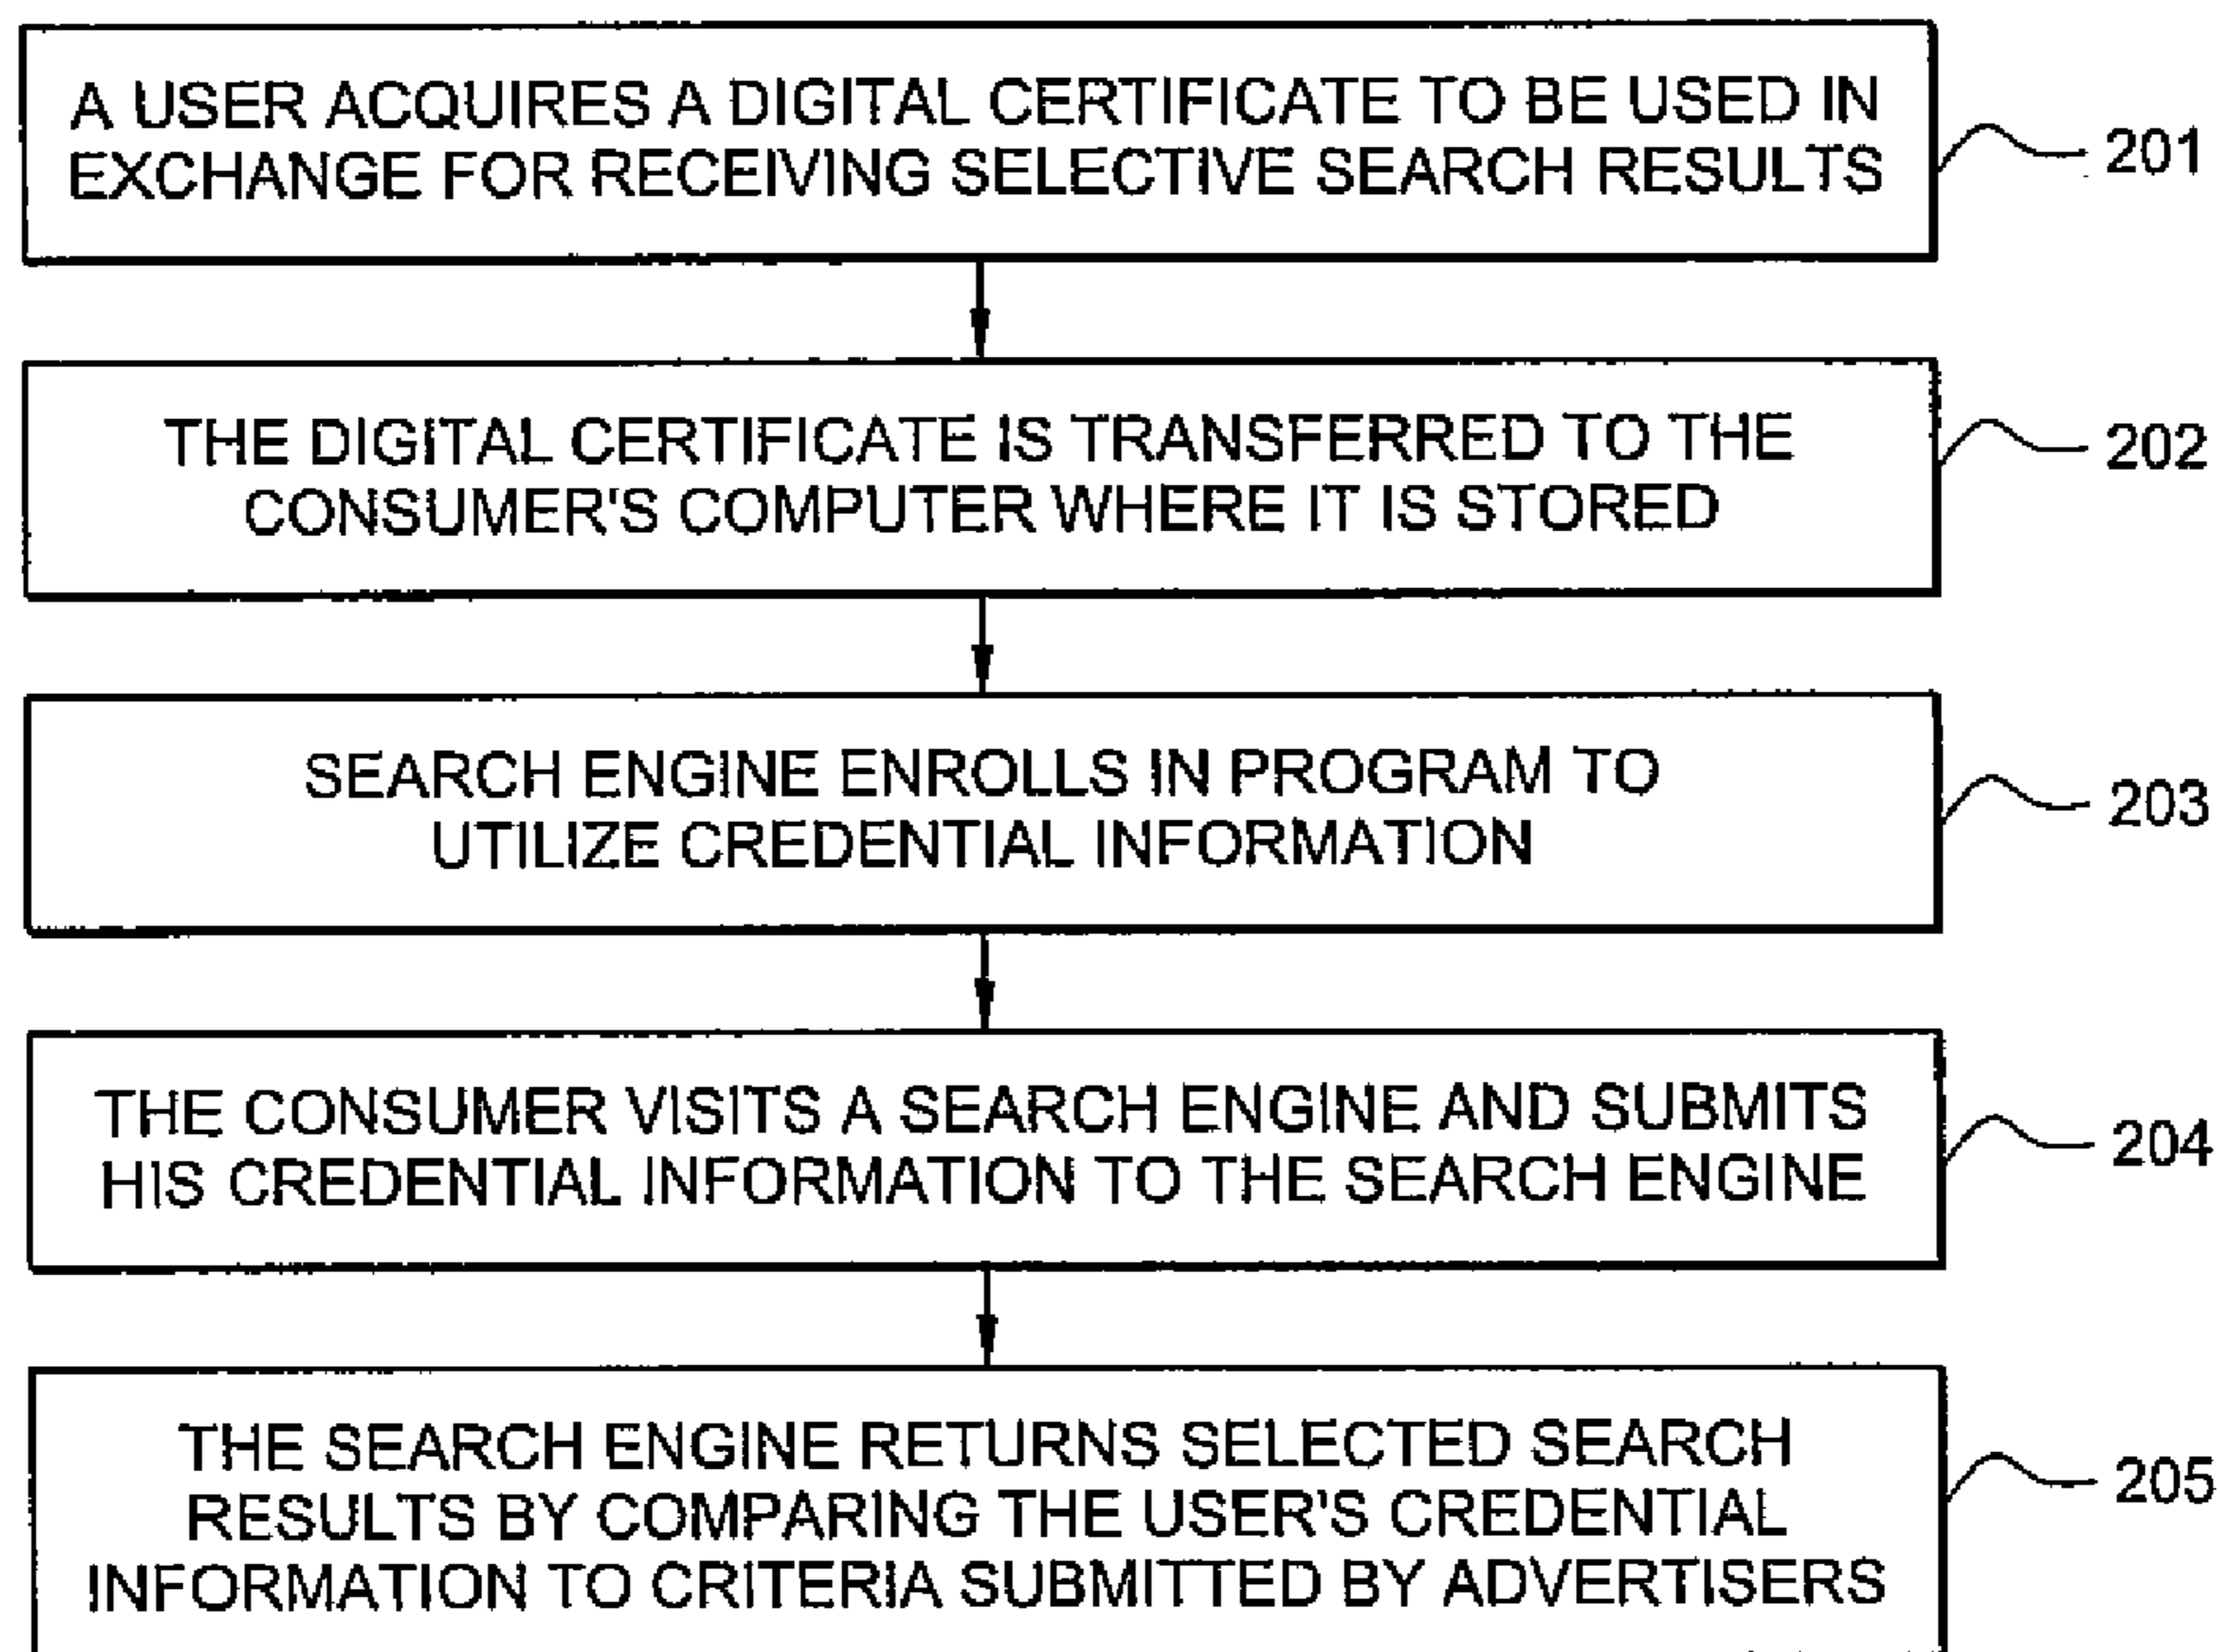 A USER ACQUIRES A DIGITAL CERTIFICATE TO BE USED IN
EXCHANGE FOR RECEIVING SELECTIVE SEARCH RESULTS
201
THE DIGITAL CERTIFICATE IS TRANSFERRED TO THE
CONSUMER'S COMPUTER WHERE IT IS STORED
202
SEARCH ENGINE ENROLLS IN PROGRAM TO
UTILIZE CREDENTIAL INFORMATION
203
THE CONSUMER VISITS A SEARCH ENGINE AND SUBMITS
HIS CREDENTIAL INFORMATION TO THE SEARCH ENGINE
204
THE SEARCH ENGINE RETURNS SELECTED SEARCH
RESULTS BY COMPARING THE USER'S CREDENTIAL
INFORMATION TO CRITERIA SUBMITTED BY ADVERTISERS
205